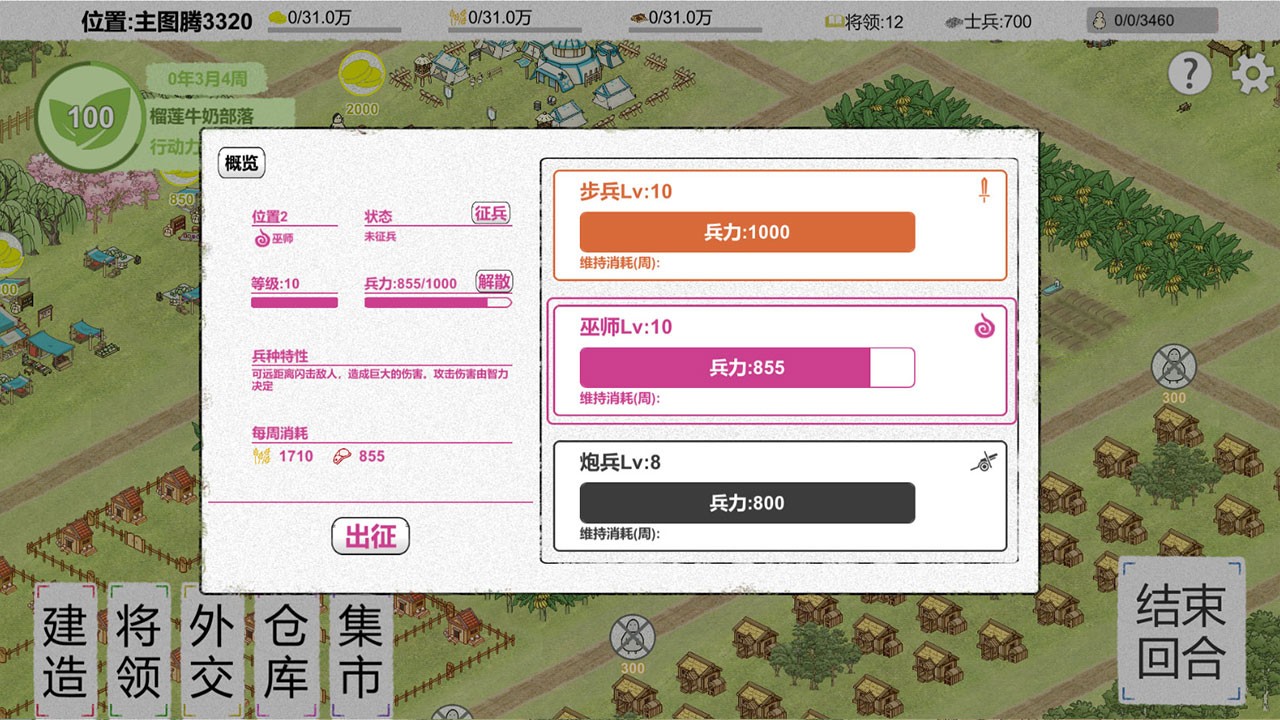 位置:主图腾3320
0/31.0万
0/31.0万
0/31.0万
将领:12
士兵:700
0/0/3460
100
0年3月4周
榴莲牛奶部落
行动力
2000
850
00
?
概览
位置2
巫师
状态
征兵
未征兵
等级:10
兵力:855/1000
解散
兵种特性
可远距离闪击敌人，造成巨大的伤害。攻击伤害由智力
决定
每周消耗
1710
855
出征
步兵Lv:10
兵力:1000
维持消耗(周):
巫师Lv:10
兵力:855
维持消耗(周):
炮兵Lv:8
兵力:800
维持消耗(周):
300
300
建造
将领
外交
仓库
集市
结束
回合